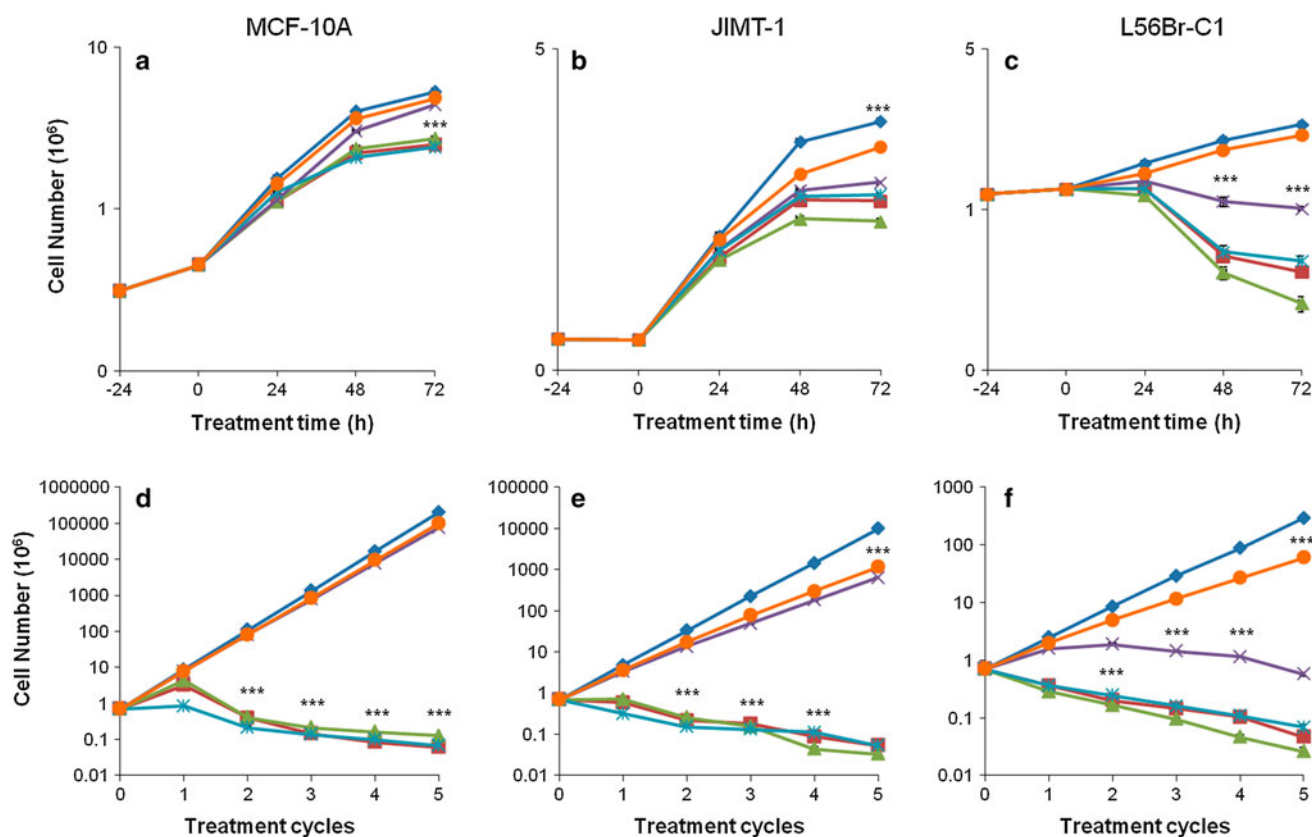 MCF-10A JIMT-1 L56Br-C1
a b c
Cell Number (10⁶)
10
1
0
-24 0 24 48 72
Treatment time (h)
***
5
0
-24 0 24 48 72
Treatment time (h)
***
5
1
0
-24 0 24 48 72
Treatment time (h)
*** ***
d e f
Cell Number (10⁶)
1000000
100000
10000
1000
100
10
1
0.1
0.01
0 1 2 3 4 5
Treatment cycles
*** *** *** ***
100000
10000
1000
100
10
1
0.1
0.01
0 1 2 3 4 5
Treatment cycles
*** *** *** ***
1000
100
10
1
0.1
0.01
0 1 2 3 4 5
Treatment cycles
*** *** *** ***